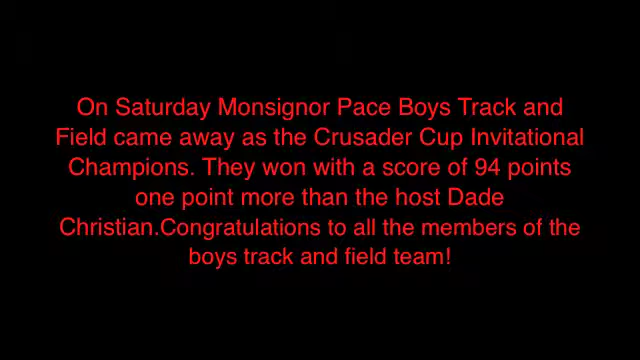 On Saturday Monsignor Pace Boys Track and
Field came away as the Crusader Cup Invitational
Champions. They won with a score of 94 points
one point more than the host Dade
Christian.Congratulations to all the members of the
boys track and field team!